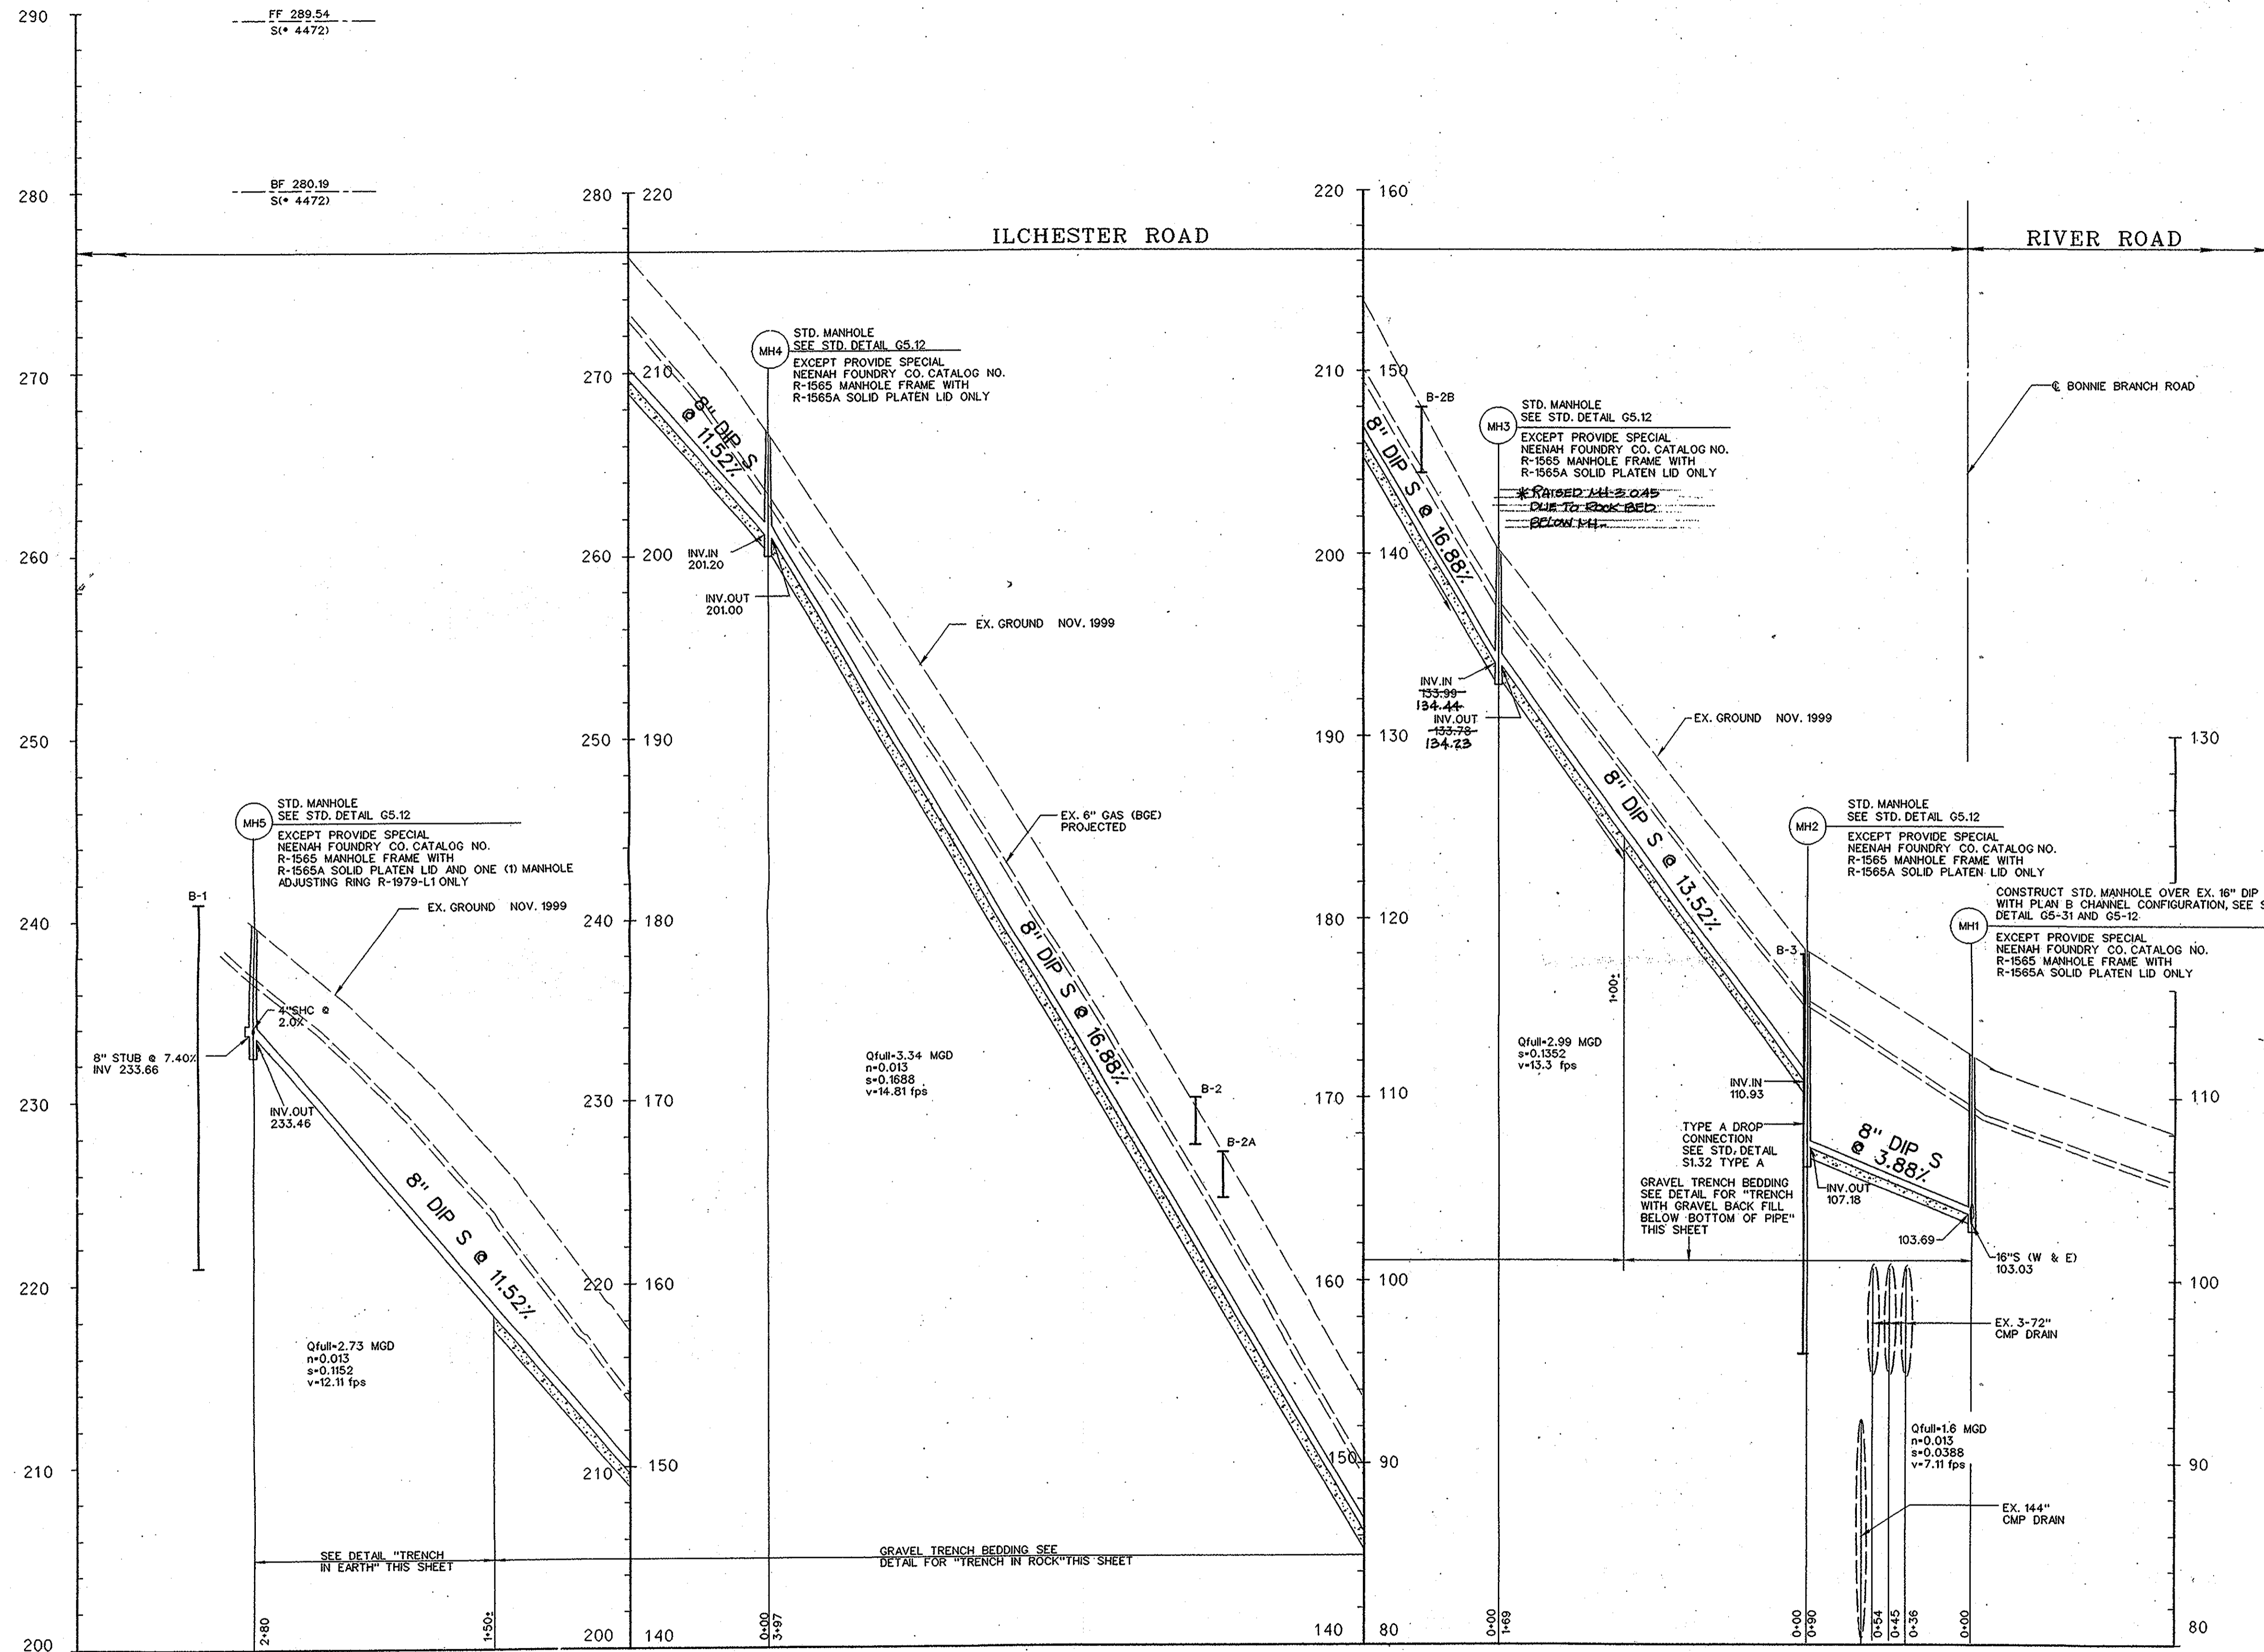 290
FF 289.54
S(* 4472)
280
BF 280.19
S(* 4472)
270
260
250
240
230
220
210
200
280
270
260
250
240
230
220
210
200
220
210
200
190
180
170
160
150
140
220
210
200
190
180
170
160
150
140
160
150
140
130
120
110
100
90
80
130
110
100
90
80
ILCHESTER ROAD
RIVER ROAD
℄ BONNIE BRANCH ROAD
MH5
STD. MANHOLE
SEE STD. DETAIL G5.12
EXCEPT PROVIDE SPECIAL
NEENAH FOUNDRY CO. CATALOG NO.
R-1565 MANHOLE FRAME WITH
R-1565A SOLID PLATEN LID AND ONE (1) MANHOLE
ADJUSTING RING R-1979-L1 ONLY
B-1
EX. GROUND NOV. 1999
4"SHC @
2.0%
8" STUB @ 7.40%
INV 233.66
INV.OUT
233.46
8" DIP S @ 11.52%
Qfull=2.73 MGD
n=0.013
s=0.1152
v=12.11 fps
SEE DETAIL "TRENCH
IN EARTH" THIS SHEET
2+80
1+50±
MH4
STD. MANHOLE
SEE STD. DETAIL G5.12
EXCEPT PROVIDE SPECIAL
NEENAH FOUNDRY CO. CATALOG NO.
R-1565 MANHOLE FRAME WITH
R-1565A SOLID PLATEN LID ONLY
8" DIP S
@ 11.52%
INV.IN
201.20
INV.OUT
201.00
EX. GROUND NOV. 1999
EX. 6" GAS (BGE)
PROJECTED
8" DIP S @ 16.88%
Qfull=3.34 MGD
n=0.013
s=0.1688
v=14.81 fps
B-2
B-2A
GRAVEL TRENCH BEDDING SEE
DETAIL FOR "TRENCH IN ROCK"THIS SHEET
0+00
3+97
B-2B
8" DIP S @ 16.88%
MH3
STD. MANHOLE
SEE STD. DETAIL G5.12
EXCEPT PROVIDE SPECIAL
NEENAH FOUNDRY CO. CATALOG NO.
R-1565 MANHOLE FRAME WITH
R-1565A SOLID PLATEN LID ONLY
* RAISED MH-3 0.45
DUE TO ROCK BED
BELOW MH.
INV.IN
133.99
134.44
INV.OUT
133.78
134.23
EX. GROUND NOV. 1999
8" DIP S @ 13.52%
1+00±
Qfull=2.99 MGD
s=0.1352
v=13.3 fps
0+00
1+69
MH2
STD. MANHOLE
SEE STD. DETAIL G5.12
EXCEPT PROVIDE SPECIAL
NEENAH FOUNDRY CO. CATALOG NO.
R-1565 MANHOLE FRAME WITH
R-1565A SOLID PLATEN LID ONLY
B-3
INV.IN
110.93
TYPE A DROP
CONNECTION
SEE STD. DETAIL
S1.32 TYPE A
GRAVEL TRENCH BEDDING
SEE DETAIL FOR "TRENCH
WITH GRAVEL BACK FILL
BELOW BOTTOM OF PIPE"
THIS SHEET
8" DIP S
@ 3.88%
INV.OUT
107.18
103.69
MH1
CONSTRUCT STD. MANHOLE OVER EX. 16" DIP
WITH PLAN B CHANNEL CONFIGURATION, SEE S
DETAIL G5-31 AND G5-12
EXCEPT PROVIDE SPECIAL
NEENAH FOUNDRY CO. CATALOG NO.
R-1565 MANHOLE FRAME WITH
R-1565A SOLID PLATEN LID ONLY
16"S (W & E)
103.03
EX. 3-72"
CMP DRAIN
Qfull=1.6 MGD
n=0.013
s=0.0388
v=7.11 fps
EX. 144"
CMP DRAIN
0+00
0+90
0+54
0+45
0+36
0+00